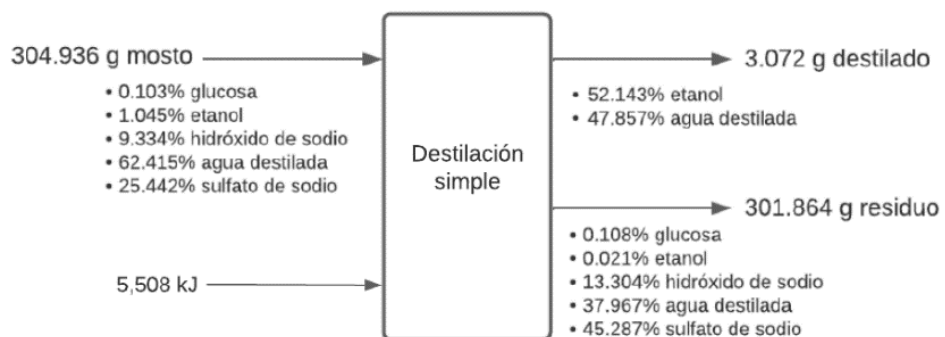 304.936 g mosto
• 0.103% glucosa
• 1.045% etanol
• 9.334% hidróxido de sodio
• 62.415% agua destilada
• 25.442% sulfato de sodio
5,508 kJ
Destilación
simple
3.072 g destilado
• 52.143% etanol
• 47.857% agua destilada
301.864 g residuo
• 0.108% glucosa
• 0.021% etanol
• 13.304% hidróxido de sodio
• 37.967% agua destilada
• 45.287% sulfato de sodio